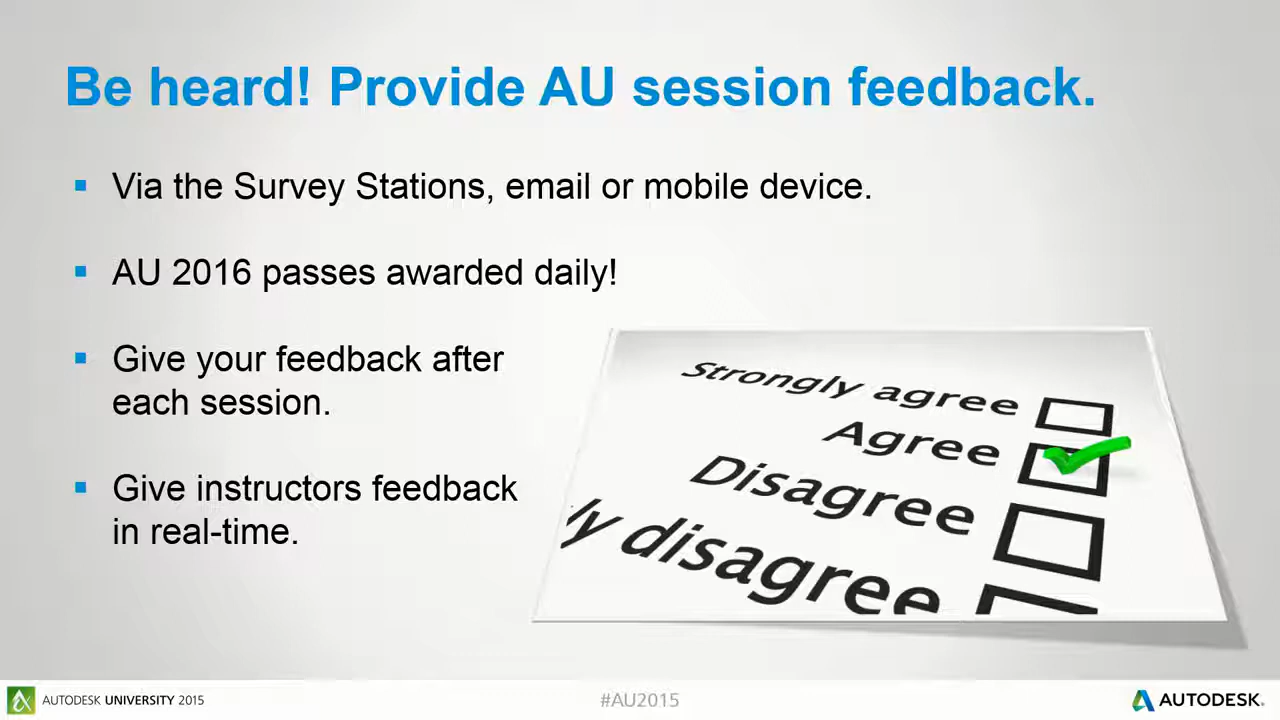 Be heard! Provide AU session feedback.
▪ Via the Survey Stations, email or mobile device.
▪ AU 2016 passes awarded daily!
▪ Give your feedback after
each session.
▪ Give instructors feedback
in real-time.
Strongly agree
Agree
Disagree
ly disagree
AUTODESK UNIVERSITY 2015
#AU2015
AUTODESK.